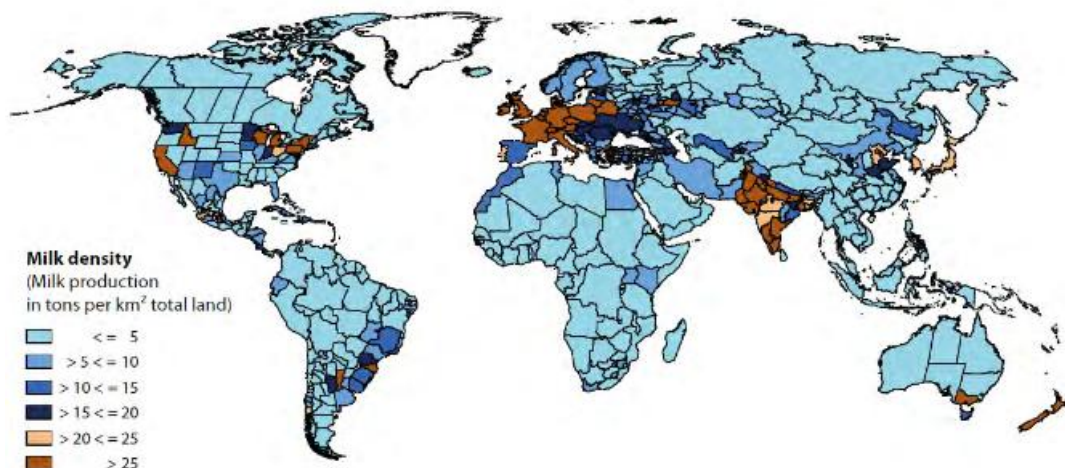 Milk density
(Milk production
in tons per km² total land)
< = 5
> 5 < = 10
> 10 < = 15
> 15 < = 20
> 20 < = 25
> 25